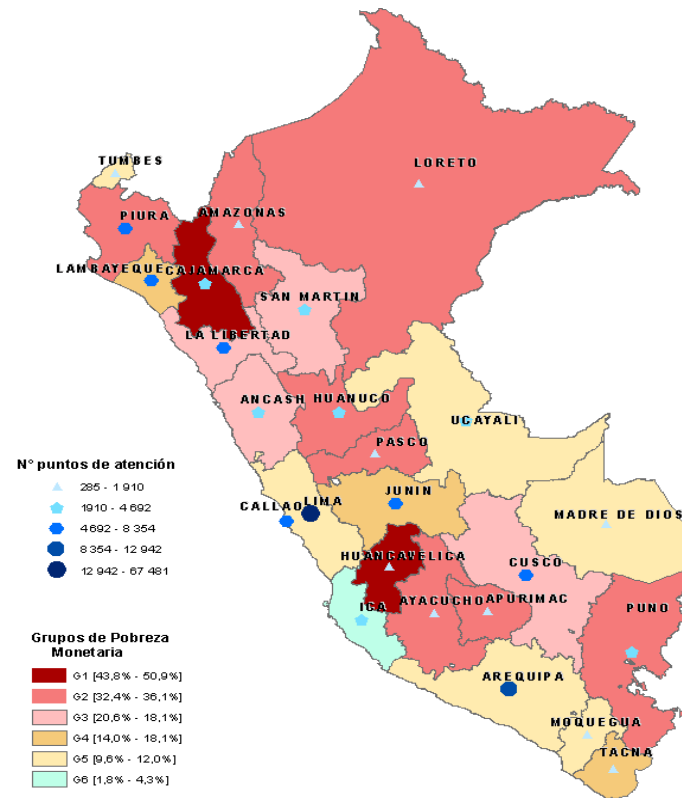 TUMBES
LORETO
PIURA
AMAZONAS
LAMBAYEQUE
CAJAMARCA
SAN MARTIN
LA LIBERTAD
ANCASH
HUANUCO
UCAYALI
PASCO
N° puntos de atención
285 - 1 910
1910 - 4 692
4 692 - 8 354
8 354 - 12 942
12 942 - 67 481
JUNIN
CALLAO
LIMA
MADRE DE DIOS
HUANCAVELICA
CUSCO
ICA
AYACUCHO
APURIMAC
PUNO
AREQUIPA
MOQUEGUA
TACNA
Grupos de Pobreza
Monetaria
G1 [43,8% - 50,9%]
G2 [32,4% - 36,1%]
G3 [20,6% - 18,1%]
G4 [14,0% - 18,1%]
G5 [9,6% - 12,0%]
G6 [1,8% - 4,3%]